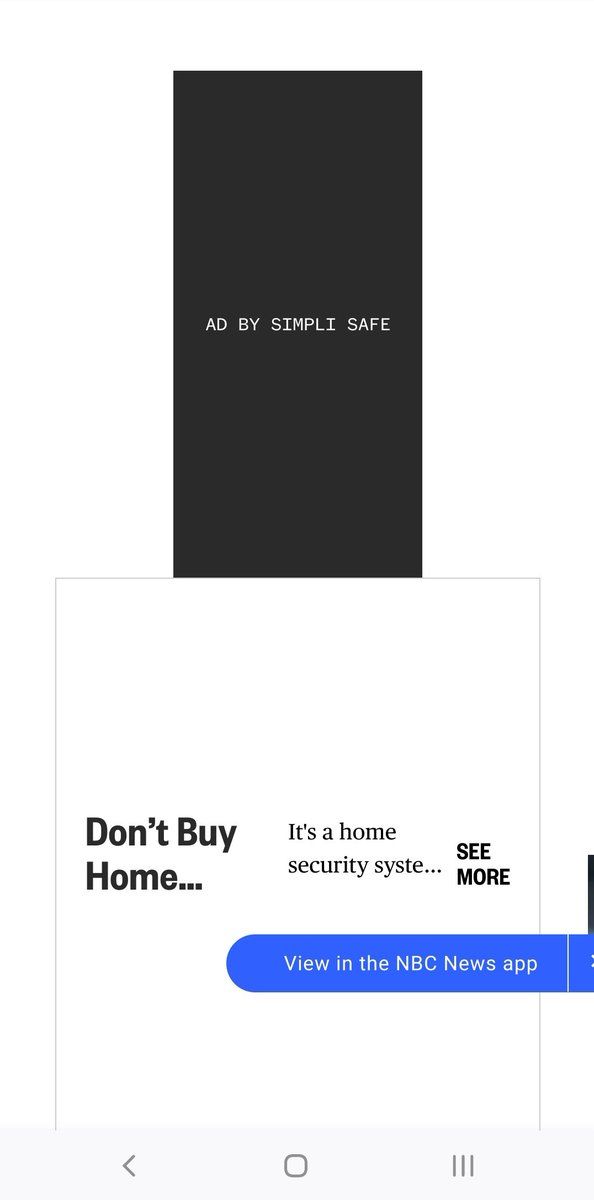 AD BY SIMPLI SAFE
Don’t Buy
Home...
It's a home
security syste...
SEE
MORE
View in the NBC News app